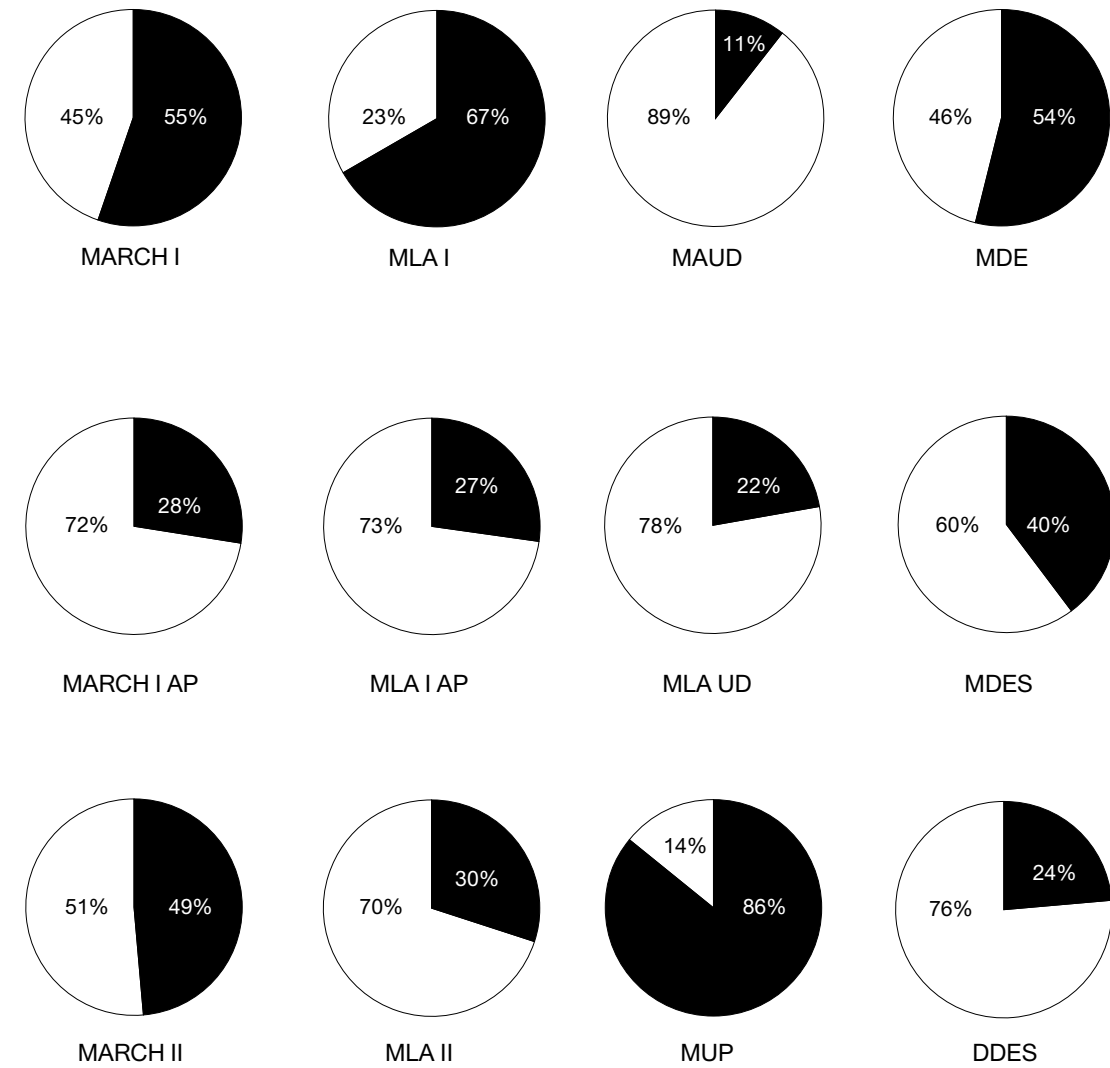 45% 55% 23% 67% 89% 11% 46% 54%
MARCH I MLA I MAUD MDE
72% 28% 73% 27% 78% 22% 60% 40%
MARCH I AP MLA I AP MLA UD MDES
51% 49% 70% 30% 14% 86% 76% 24%
MARCH II MLA II MUP DDES